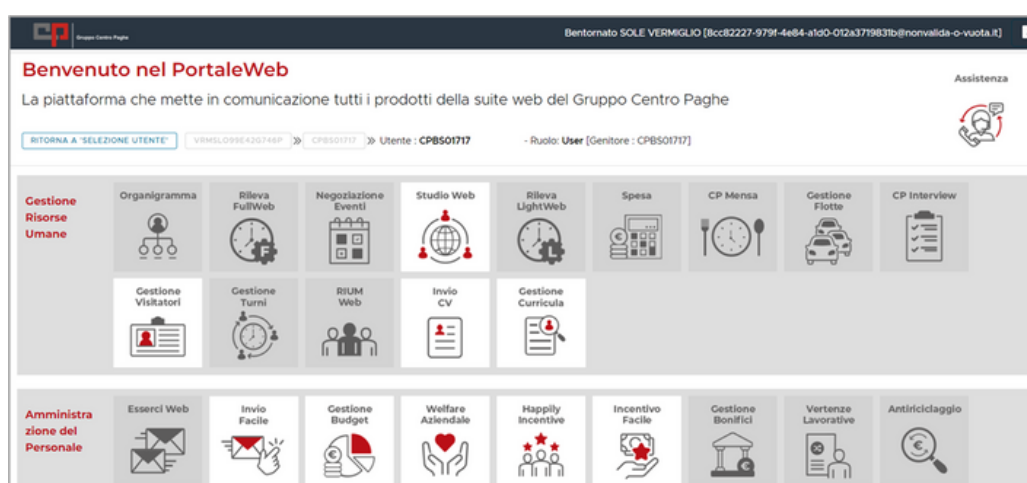 cp Gruppo Centro Paghe
Bentornato SOLE VERMIGLIO [8cc82227-979f-4e84-a1d0-012a3719831b@nonvalida-o-vuota.it]
Benvenuto nel PortaleWeb
Assistenza
La piattaforma che mette in comunicazione tutti i prodotti della suite web del Gruppo Centro Paghe
RITORNA A 'SELEZIONE UTENTE' VRMSLO99E42G746P » CPBS01717 » Utente : CPBS01717 - Ruolo: User [Genitore : CPBS01717]
Gestione
Risorse
Umane
Organigramma
Rileva
FullWeb
F
Negoziazione
Eventi
Studio Web
Rileva
LightWeb
L
Spesa
€
CP Mensa
Gestione
Flotte
CP Interview
Gestione
Visitatori
Gestione
Turni
RIUM
Web
Invio
CV
Gestione
Curricula
Amministra
zione del
Personale
Esserci Web
Invio
Facile
Gestione
Budget
€
Welfare
Aziendale
Happily
Incentive
Incentivo
Facile
Gestione
Bonifici
€
Vertenze
Lavorative
Antiriciclaggio
€